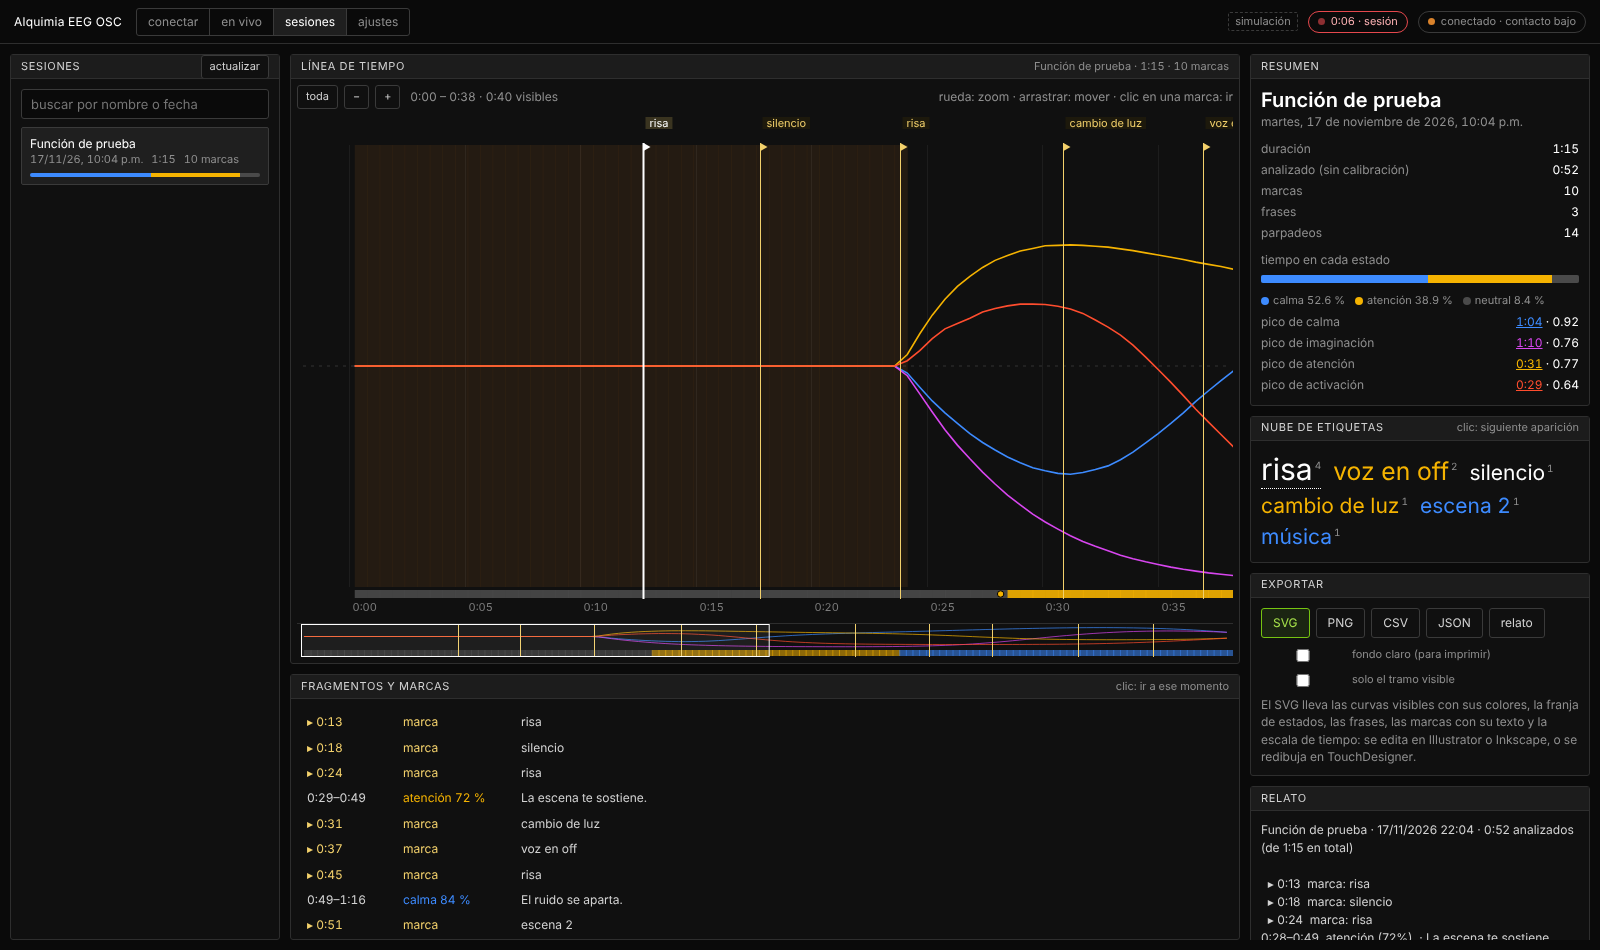 Alquimia EEG OSC
conectar
en vivo
sesiones
ajustes
simulación
0:06 · sesión
conectado · contacto bajo
SESIONES
actualizar
buscar por nombre o fecha
Función de prueba
17/11/26, 10:04 p.m. 1:15 10 marcas
LÍNEA DE TIEMPO
Función de prueba · 1:15 · 10 marcas
toda
−
+
0:00 – 0:38 · 0:40 visibles
rueda: zoom · arrastrar: mover · clic en una marca: ir
risa
silencio
risa
cambio de luz
voz
0:00
0:05
0:10
0:15
0:20
0:25
0:30
0:35
FRAGMENTOS Y MARCAS
clic: ir a ese momento
▸ 0:13 marca risa
▸ 0:18 marca silencio
▸ 0:24 marca risa
0:29–0:49 atención 72 % La escena te sostiene.
▸ 0:31 marca cambio de luz
▸ 0:37 marca voz en off
▸ 0:45 marca risa
0:49–1:16 calma 84 % El ruido se aparta.
▸ 0:51 marca escena 2
RESUMEN
Función de prueba
martes, 17 de noviembre de 2026, 10:04 p.m.
duración 1:15
analizado (sin calibración) 0:52
marcas 10
frases 3
parpadeos 14
tiempo en cada estado
calma 52.6 % atención 38.9 % neutral 8.4 %
pico de calma 1:04 · 0.92
pico de imaginación 1:10 · 0.76
pico de atención 0:31 · 0.77
pico de activación 0:29 · 0.64
NUBE DE ETIQUETAS
clic: siguiente aparición
risa 4 voz en off 2 silencio 1
cambio de luz 1 escena 2 1
música 1
EXPORTAR
SVG
PNG
CSV
JSON
relato
fondo claro (para imprimir)
solo el tramo visible
El SVG lleva las curvas visibles con sus colores, la franja
de estados, las frases, las marcas con su texto y la
escala de tiempo: se edita en Illustrator o Inkscape, o se
redibuja en TouchDesigner.
RELATO
Función de prueba · 17/11/2026 22:04 · 0:52 analizados
(de 1:15 en total)
▸ 0:13 marca: risa
▸ 0:18 marca: silencio
▸ 0:24 marca: risa
0:28–0:49 atención (72%) · La escena te sostiene